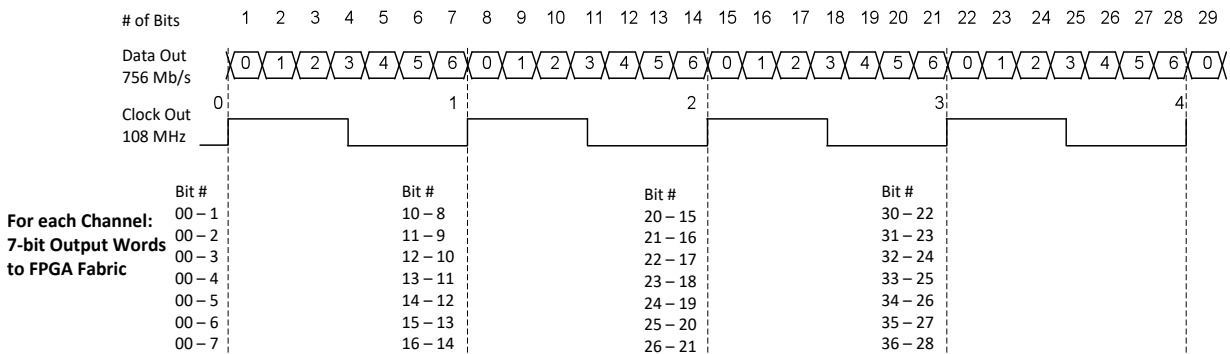 # of Bits 1 2 3 4 5 6 7 8 9 10 11 12 13 14 15 16 17 18 19 20 21 22 23 24 25 26 27 28 29
Data Out 0 1 2 3 4 5 6 0 1 2 3 4 5 6 0 1 2 3 4 5 6 0 1 2 3 4 5 6 0
756 Mb/s
0 1 2 3 4
Clock Out
108 MHz
Bit # Bit # Bit # Bit #
For each Channel:
7-bit Output Words
to FPGA Fabric
00 – 1 10 – 8 20 – 15 30 – 22
00 – 2 11 – 9 21 – 16 31 – 23
00 – 3 12 – 10 22 – 17 32 – 24
00 – 4 13 – 11 23 – 18 33 – 25
00 – 5 14 – 12 24 – 19 34 – 26
00 – 6 15 – 13 25 – 20 35 – 27
00 – 7 16 – 14 26 – 21 36 – 28